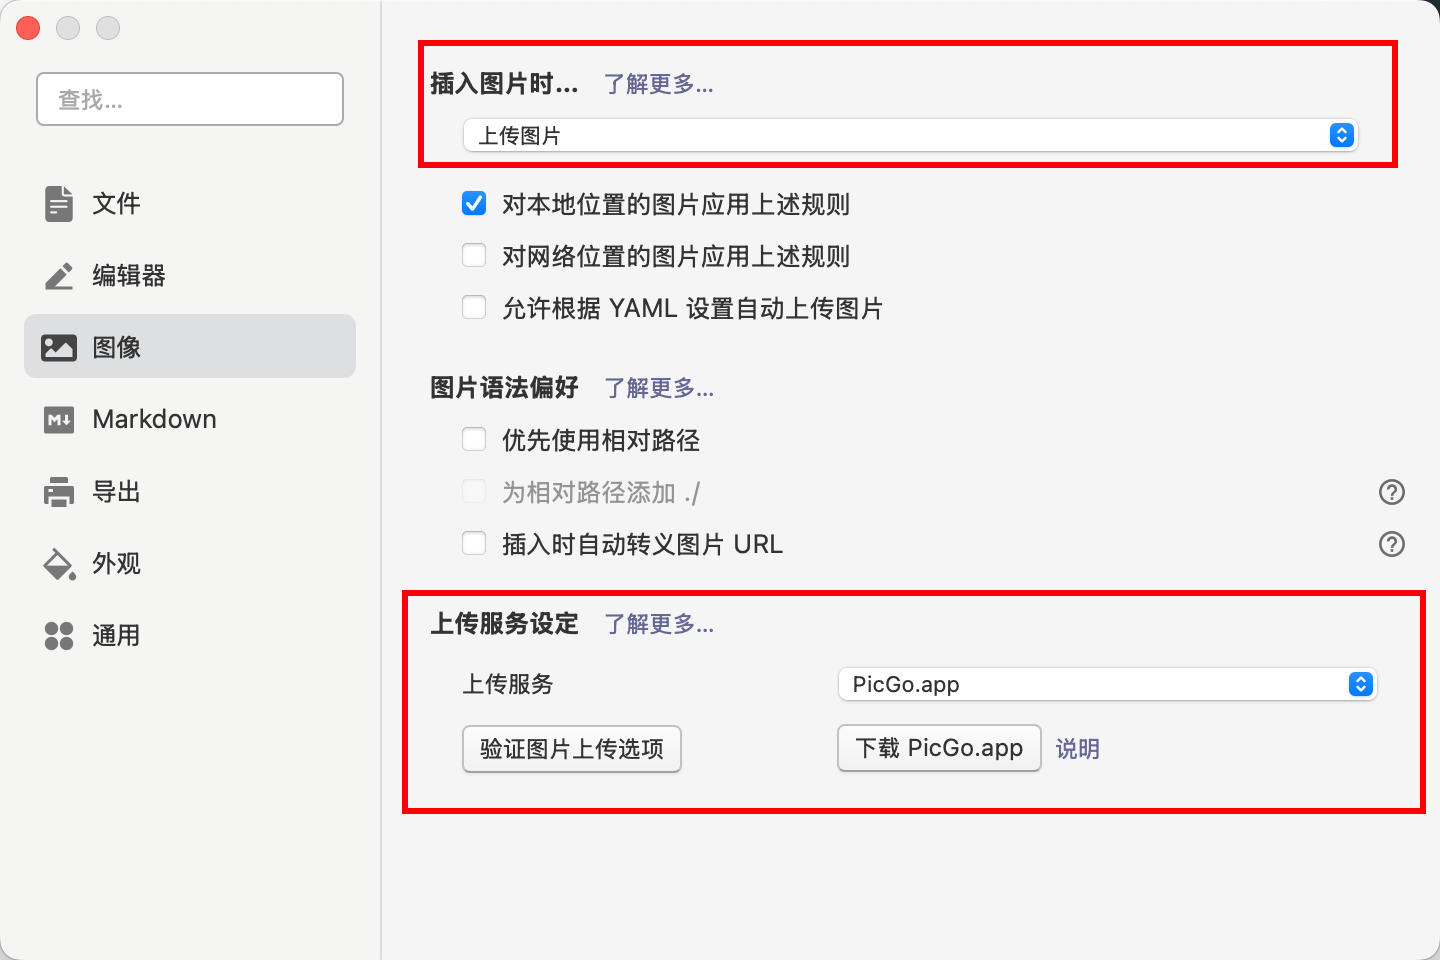 查找...
文件
编辑器
图像
Markdown
导出
外观
通用
插入图片时... 了解更多...
上传图片
对本地位置的图片应用上述规则
对网络位置的图片应用上述规则
允许根据 YAML 设置自动上传图片
图片语法偏好 了解更多...
优先使用相对路径
为相对路径添加 ./
插入时自动转义图片 URL
上传服务设定 了解更多...
上传服务 PicGo.app
验证图片上传选项 下载 PicGo.app 说明